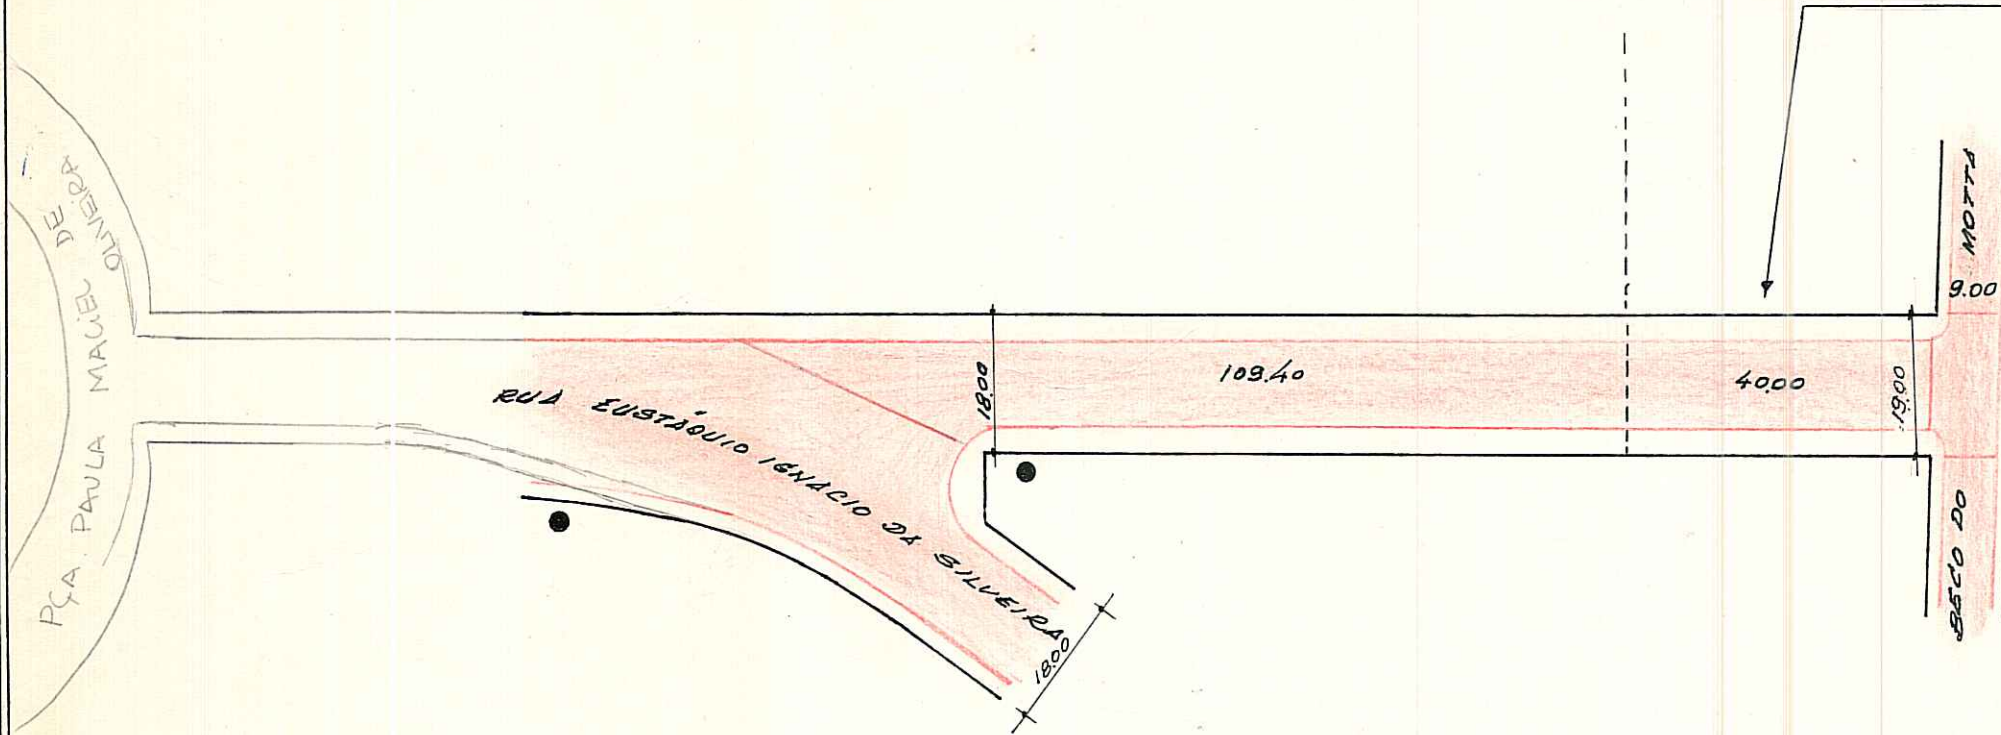 PÇA. PAULA MACIEL DE
OLIVEIRA
RUA EUSTÁQUIO IGNACIO DA SILVEIRA
18.00
18.00
109.40
40.00
19.00
9.00
BECO DO MOTTA